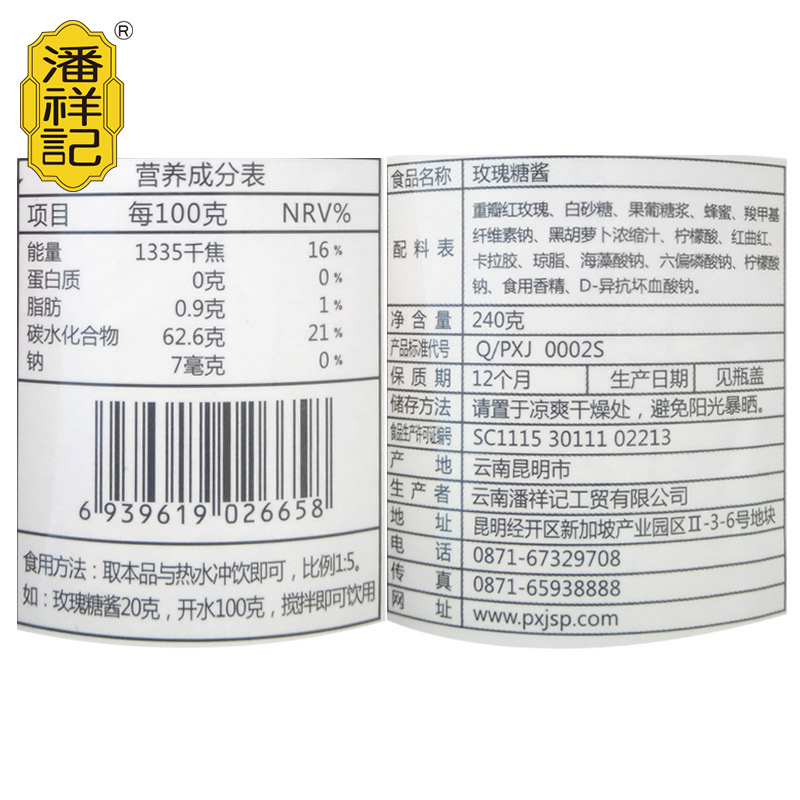 潘祥記
®
营养成分表
项目 每100克 NRV%
能量 1335千焦 16%
蛋白质 0克 0%
脂肪 0.9克 1%
碳水化合物 62.6克 21%
钠 7毫克 0%
6 939619 026658
食用方法：取本品与热水冲饮即可，比例1:5。
如：玫瑰糖酱20克，开水100克，搅拌即可饮用
食品名称 玫瑰糖酱
配料表 重瓣红玫瑰、白砂糖、果葡糖浆、蜂蜜、羧甲基
纤维素钠、黑胡萝卜浓缩汁、柠檬酸、红曲红、
卡拉胶、琼脂、海藻酸钠、六偏磷酸钠、柠檬酸
钠、食用香精、D-异抗坏血酸钠。
净含量 240克
产品标准代号 Q/PXJ 0002S
保质期 12个月 生产日期 见瓶盖
储存方法 请置于凉爽干燥处，避免阳光暴晒。
食品生产许可证编号 SC1115 30111 02213
产地 云南昆明市
生产者 云南潘祥记工贸有限公司
地址 昆明经开区新加坡产业园区Ⅱ-3-6号地块
电话 0871-67329708
传真 0871-65938888
网址 www.pxjsp.com